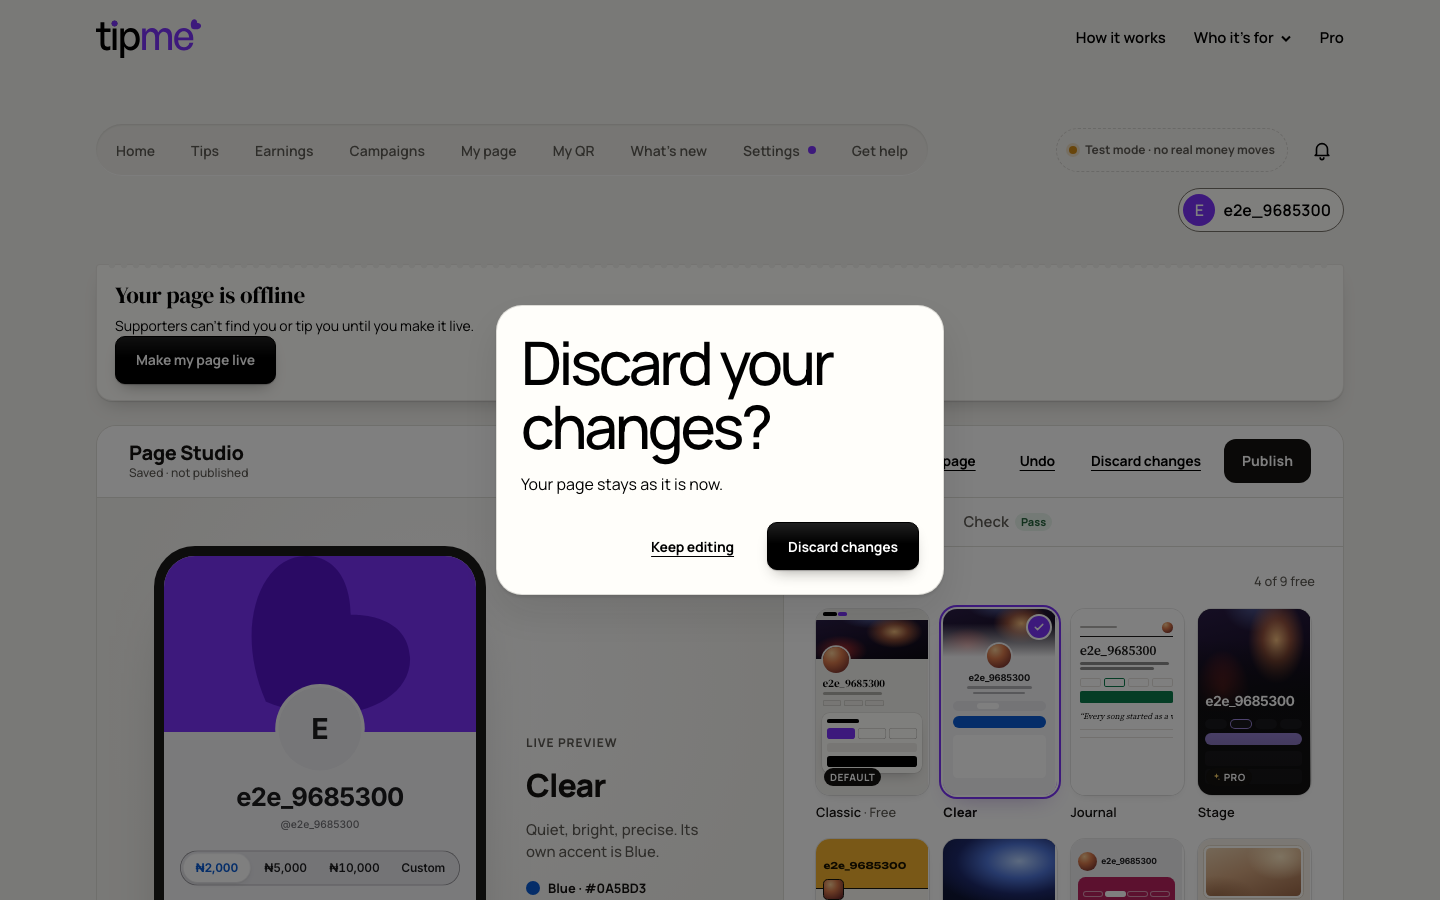 tipme
How it works
Who it's for
Pro
Home
Tips
Earnings
Campaigns
My page
My QR
What's new
Settings
Get help
Test mode · no real money moves
E
e2e_9685300
Your page is offline
Supporters can't find you or tip you until you make it live.
Make my page live
Discard your
changes?
Your page stays as it is now.
Keep editing
Discard changes
Page Studio
Saved · not published
page
Undo
Discard changes
Publish
Check
Pass
4 of 9 free
E
e2e_9685300
@e2e_9685300
₦2,000
₦5,000
₦10,000
Custom
LIVE PREVIEW
Clear
Quiet, bright, precise. Its
own accent is Blue.
Blue · #0A5BD3
e2e_9685300
DEFAULT
Classic · Free
e2e_9685300
Clear
e2e_9685300
"Every song started as a v
Journal
e2e_9685300
PRO
Stage
e2e_9685300
e2e_9685300